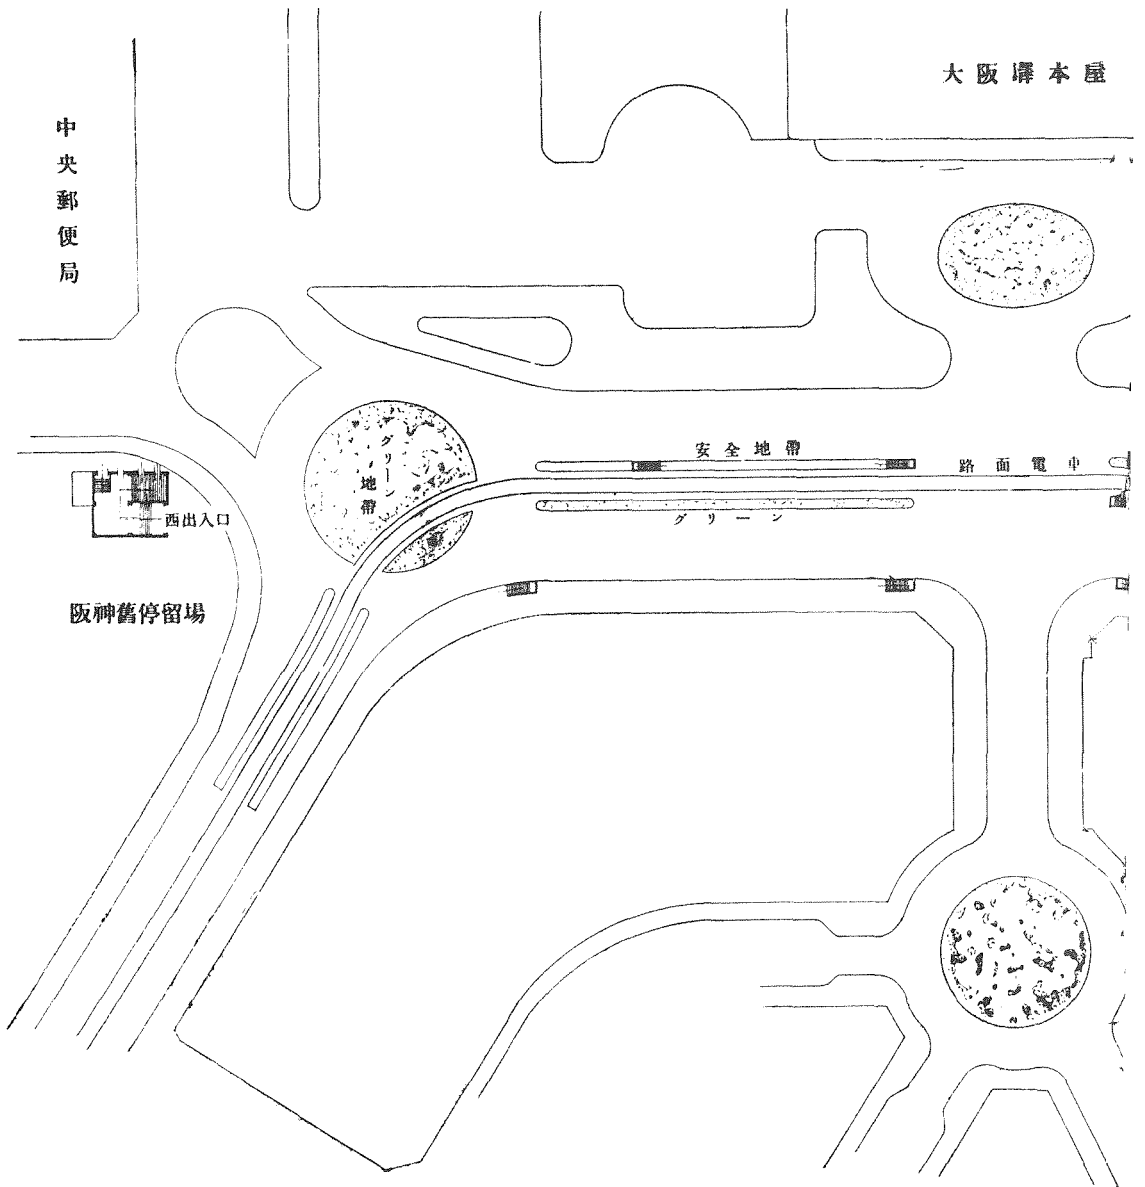 大阪驛本屋
中央郵便局
グリーン
地帶
安全地帶
路面電車
グリーン
西出入口
阪神舊停留場